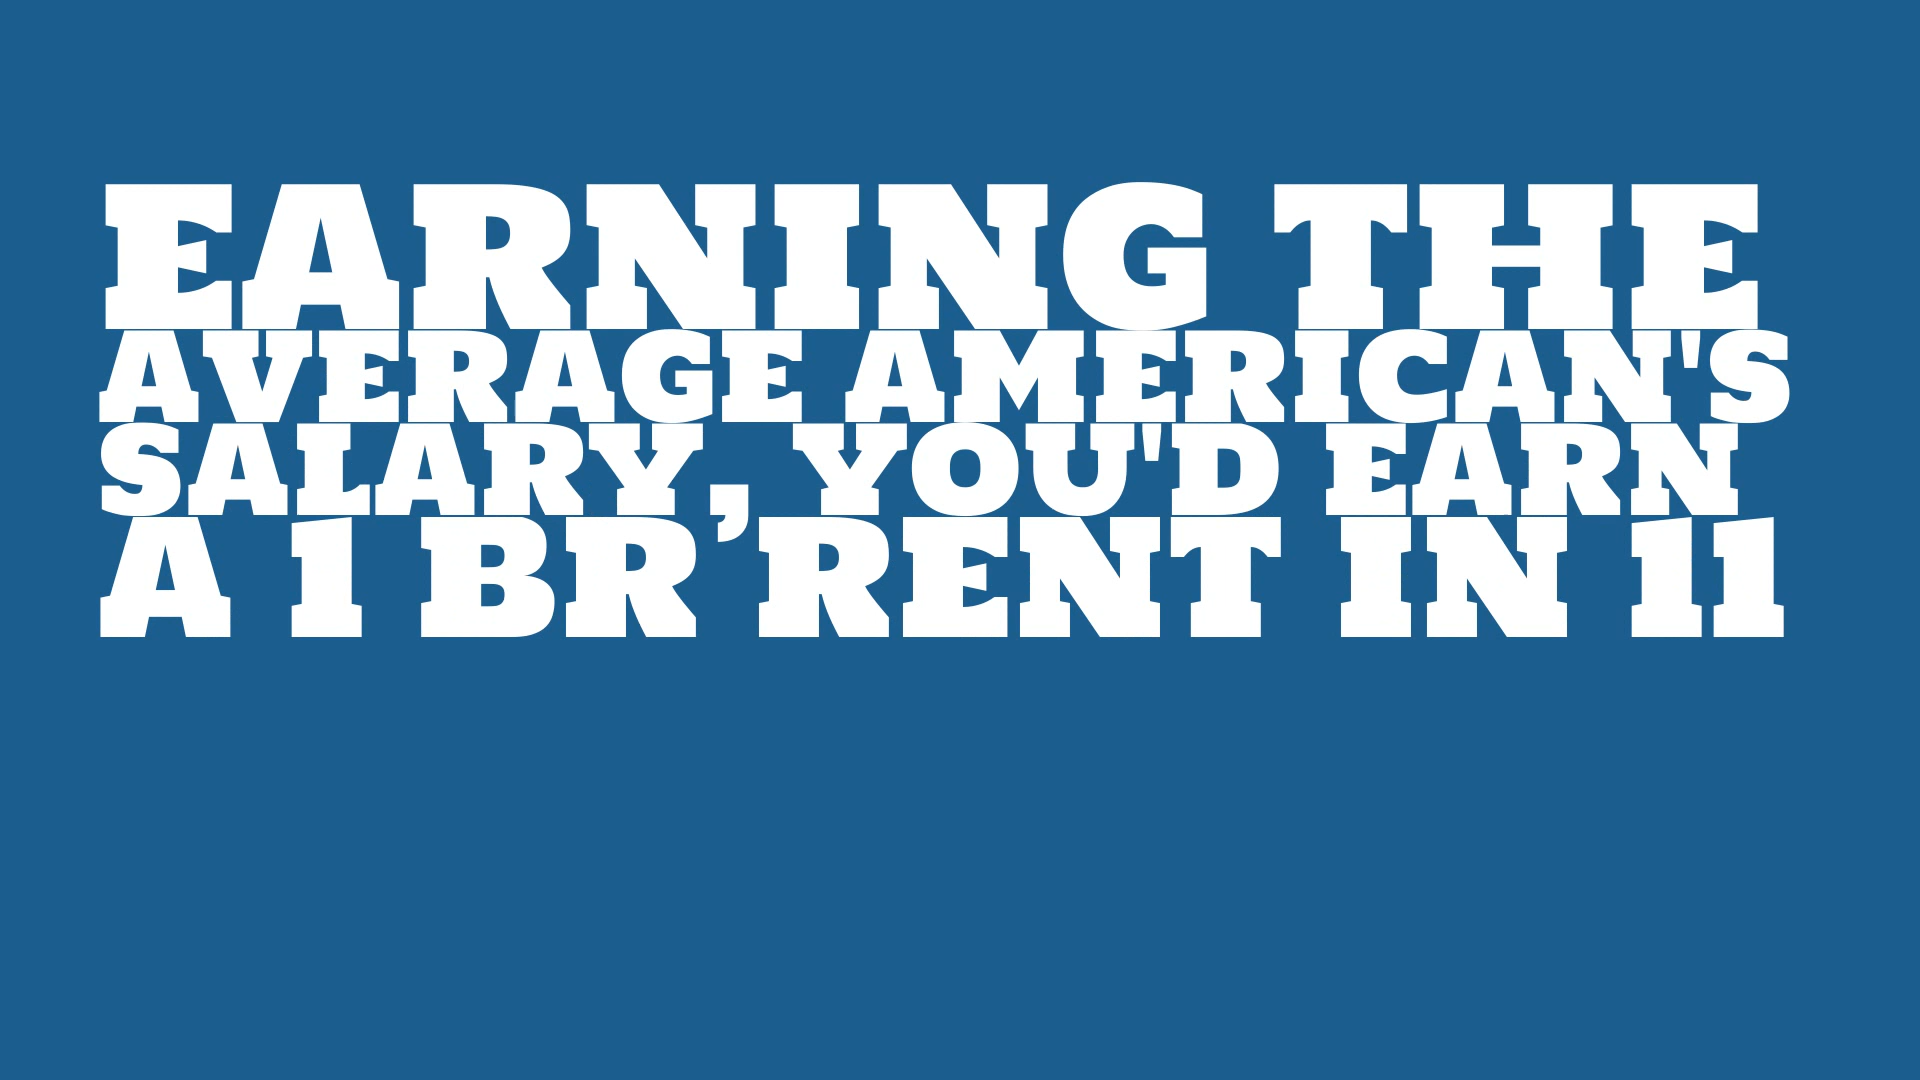 EARNING THE
AVERAGE AMERICAN'S
SALARY, YOU'D EARN
A 1 BR RENT IN 11